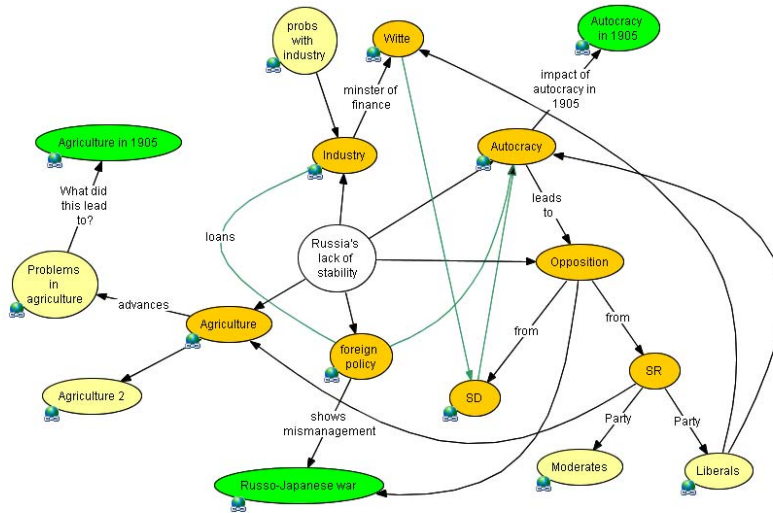 probs
with
industry
Witte
Autocracy
in 1905
impact of
autocracy in
1905
minster of
finance
Agriculture in 1905
Industry
Autocracy
What did
this lead
to?
leads
to
loans
Russia's
lack of
stability
Opposition
Problems
in
agriculture
advances
Agriculture
from
from
foreign
policy
SR
Agriculture 2
SD
shows
mismanagement
Party
Party
Moderates
Liberals
Russo-Japanese war